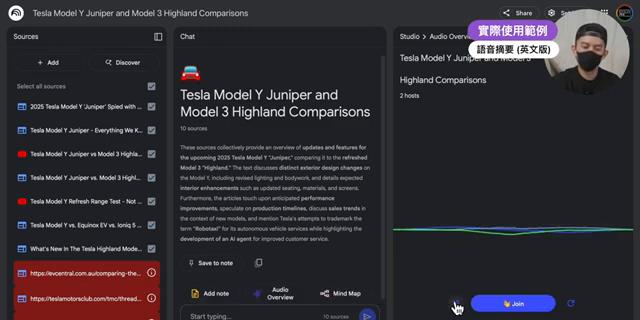 Tesla Model Y Juniper and Model 3 Highland Comparisons
Share
實際使用範例
語音摘要 (英文版)
Sources
Add
Discover
Select all sources
2025 Tesla Model Y 'Juniper' Spied with ...
Tesla Model Y Juniper - Everything We K...
Tesla Model Y Juniper vs Model 3 Highla...
Tesla Model Y Juniper vs. Model 3 Highl...
Tesla Model Y Refresh Range Test - Not ...
Tesla Model Y vs. Equinox EV vs. Ioniq 5 ...
What's New In The Tesla Highland Mode...
https://evcentral.com.au/comparing-the...
https://teslamotorsclub.com/tmc/thread...
Chat
Tesla Model Y Juniper and
Model 3 Highland Comparisons
10 sources
These sources collectively provide an overview of updates and features for
the upcoming 2025 Tesla Model Y "Juniper," comparing it to the refreshed
Model 3 "Highland." The text discusses distinct exterior design changes on
the Model Y, including revised lighting and bodywork, and details expected
interior enhancements such as updated seating, materials, and screens.
Furthermore, the articles touch upon anticipated performance
improvements, speculate on production timelines, discuss sales trends in
the context of new models, and mention Tesla's attempts to trademark the
term "Robotaxi" for its autonomous vehicle services while highlighting the
development of an AI agent for improved customer service.
Save to note
Add note
Audio
Overview
Mind Map
Start typing...
10 sources
Studio > Audio Overview
Tesla Model Y Juniper and Model 3
Highland Comparisons
2 hosts
Join